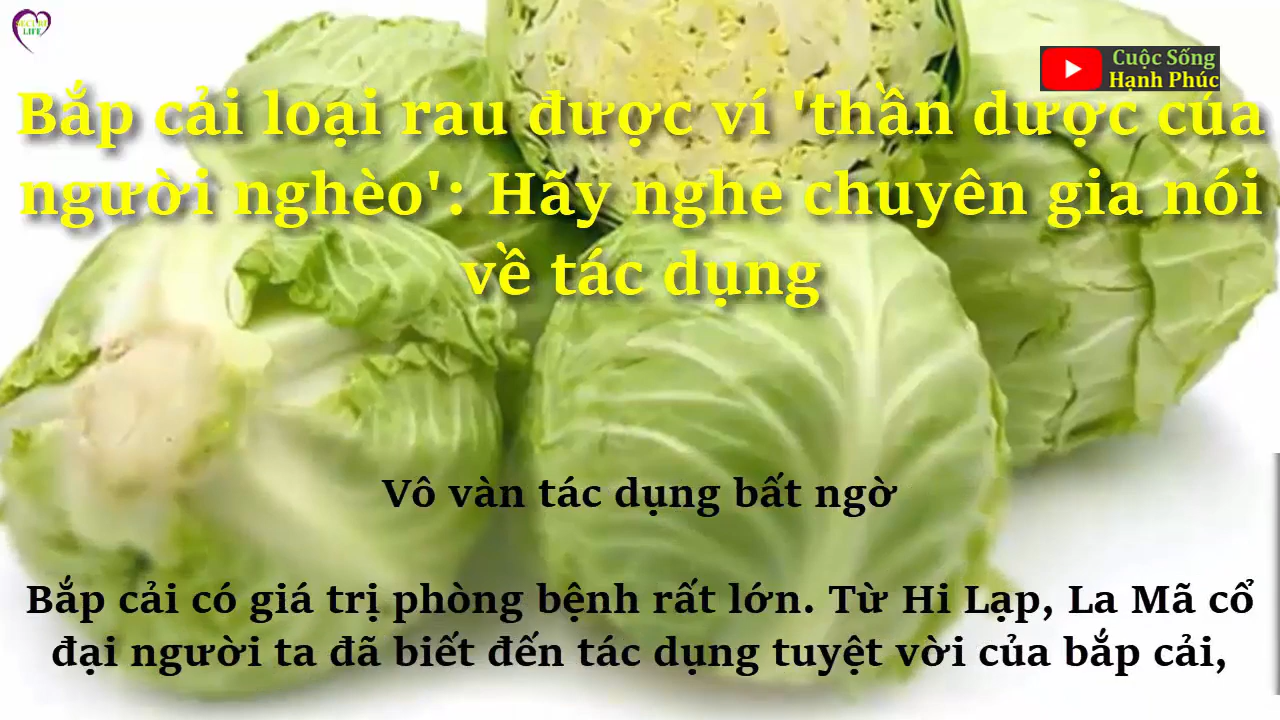 SECURE
LIFE
Cuộc Sống
Hạnh Phúc
Bắp cải loại rau được ví 'thần dược của
người nghèo': Hãy nghe chuyên gia nói
về tác dụng
Vô vàn tác dụng bất ngờ
Bắp cải có giá trị phòng bệnh rất lớn. Từ Hi Lạp, La Mã cổ
đại người ta đã biết đến tác dụng tuyệt vời của bắp cải,